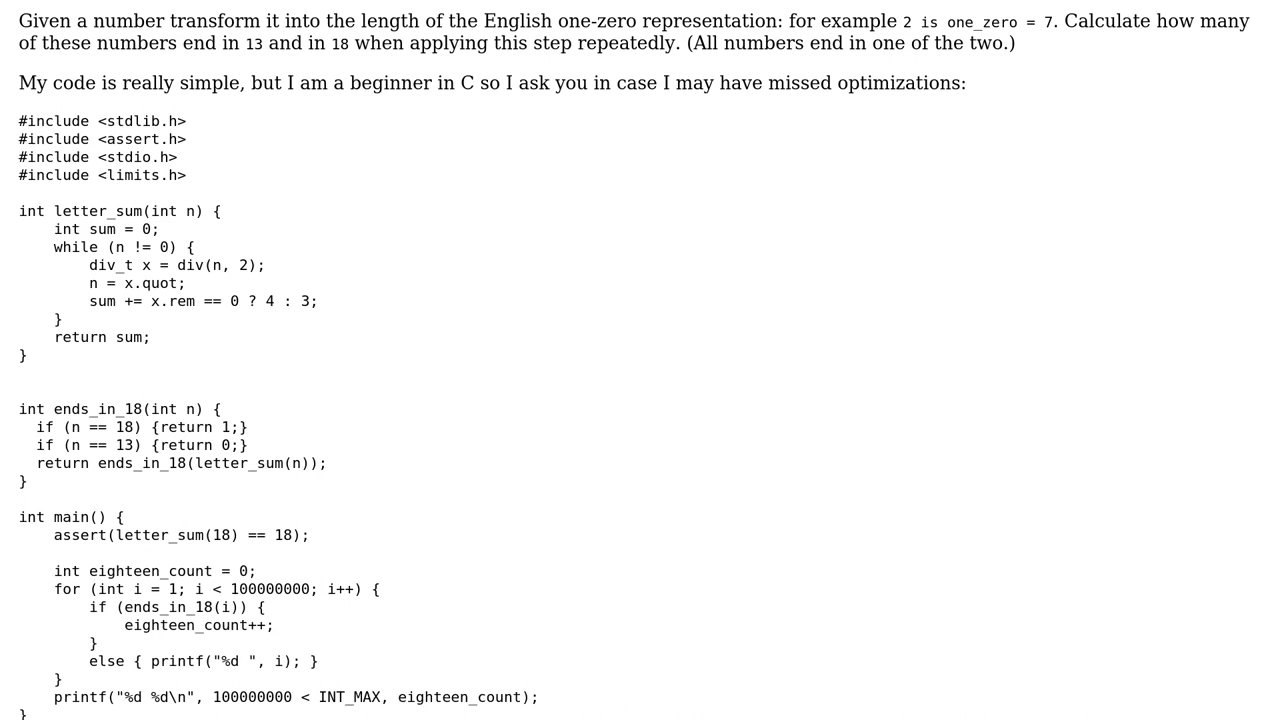 Given a number transform it into the length of the English one-zero representation: for example 2 is one_zero = 7. Calculate how many
of these numbers end in 13 and in 18 when applying this step repeatedly. (All numbers end in one of the two.)
My code is really simple, but I am a beginner in C so I ask you in case I may have missed optimizations:
#include <stdlib.h>
#include <assert.h>
#include <stdio.h>
#include <limits.h>
int letter_sum(int n) {
    int sum = 0;
    while (n != 0) {
        div_t x = div(n, 2);
        n = x.quot;
        sum += x.rem == 0 ? 4 : 3;
    }
    return sum;
}
int ends_in_18(int n) {
  if (n == 18) {return 1;}
  if (n == 13) {return 0;}
  return ends_in_18(letter_sum(n));
}
int main() {
    assert(letter_sum(18) == 18);
    int eighteen_count = 0;
    for (int i = 1; i < 100000000; i++) {
        if (ends_in_18(i)) {
            eighteen_count++;
        }
        else { printf("%d ", i); }
    }
    printf("%d %d\n", 100000000 < INT_MAX, eighteen_count);
}